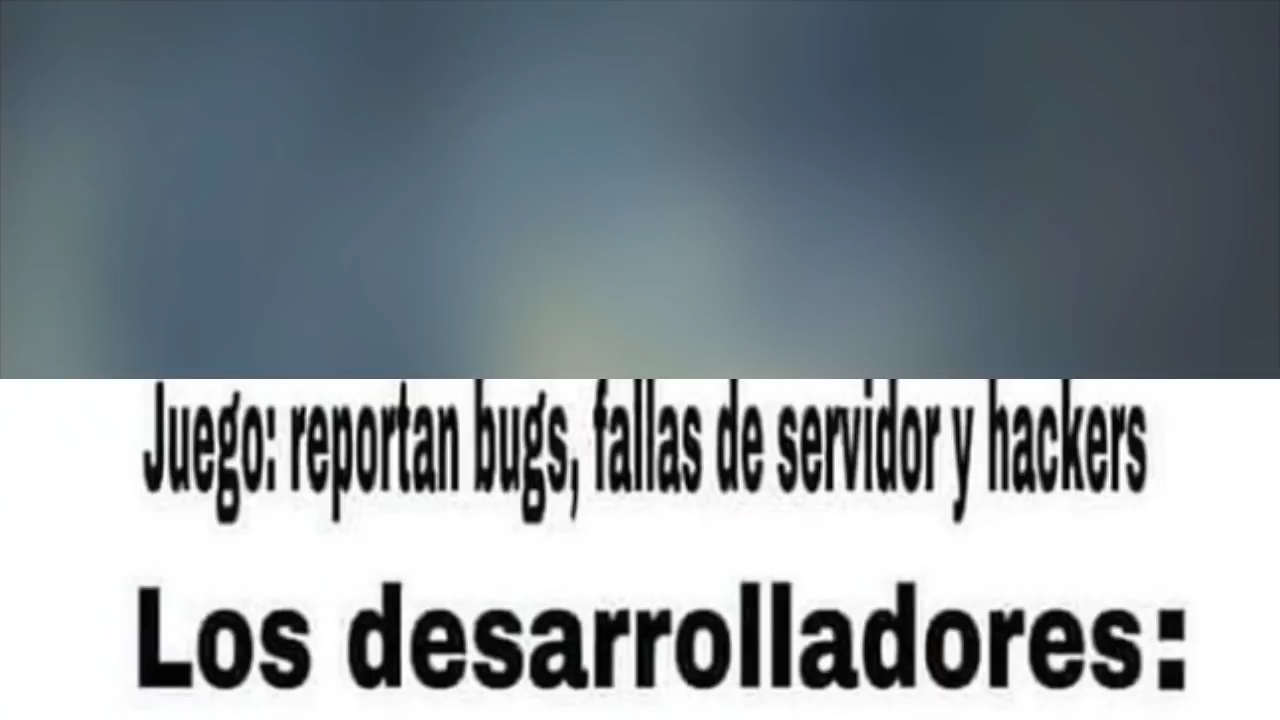 Juego: reportan bugs, fallas de servidor y hackers
Los desarrolladores: